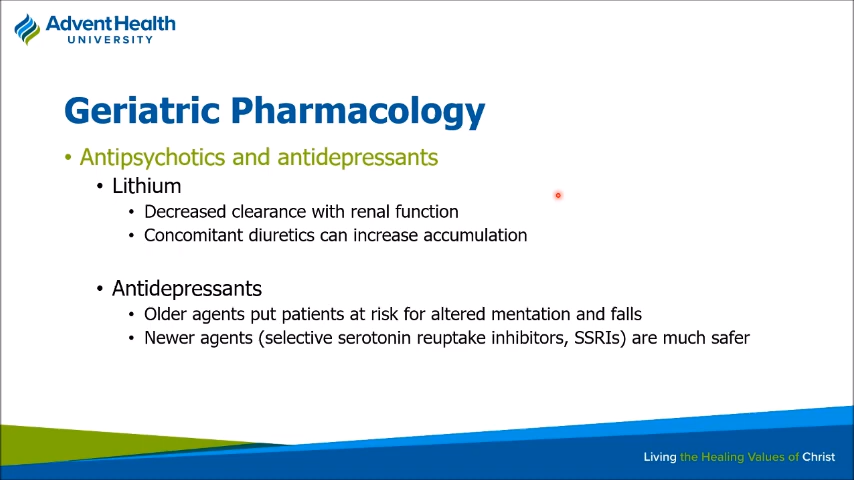 AdventHealth
UNIVERSITY
Geriatric Pharmacology
• Antipsychotics and antidepressants
• Lithium
• Decreased clearance with renal function
• Concomitant diuretics can increase accumulation
• Antidepressants
• Older agents put patients at risk for altered mentation and falls
• Newer agents (selective serotonin reuptake inhibitors, SSRIs) are much safer
Living the Healing Values of Christ